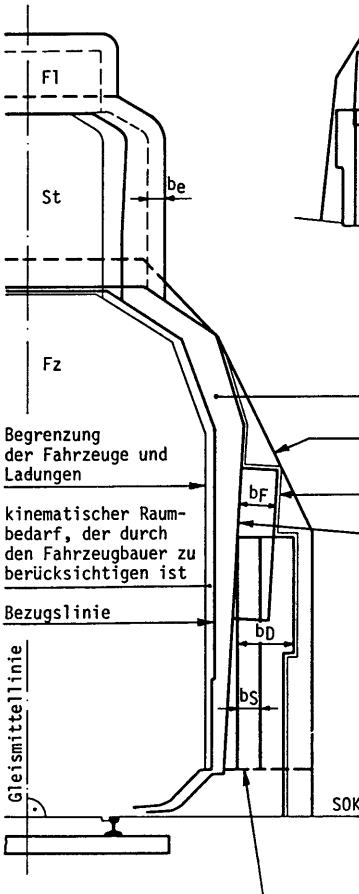 Fl
St
be
Fz
Begrenzung
der Fahrzeuge und
Ladungen
bF
kinematischer Raum-
bedarf, der durch
den Fahrzeugbauer zu
berücksichtigen ist
Bezugslinie
bD
bS
Gleismittellinie
SOK